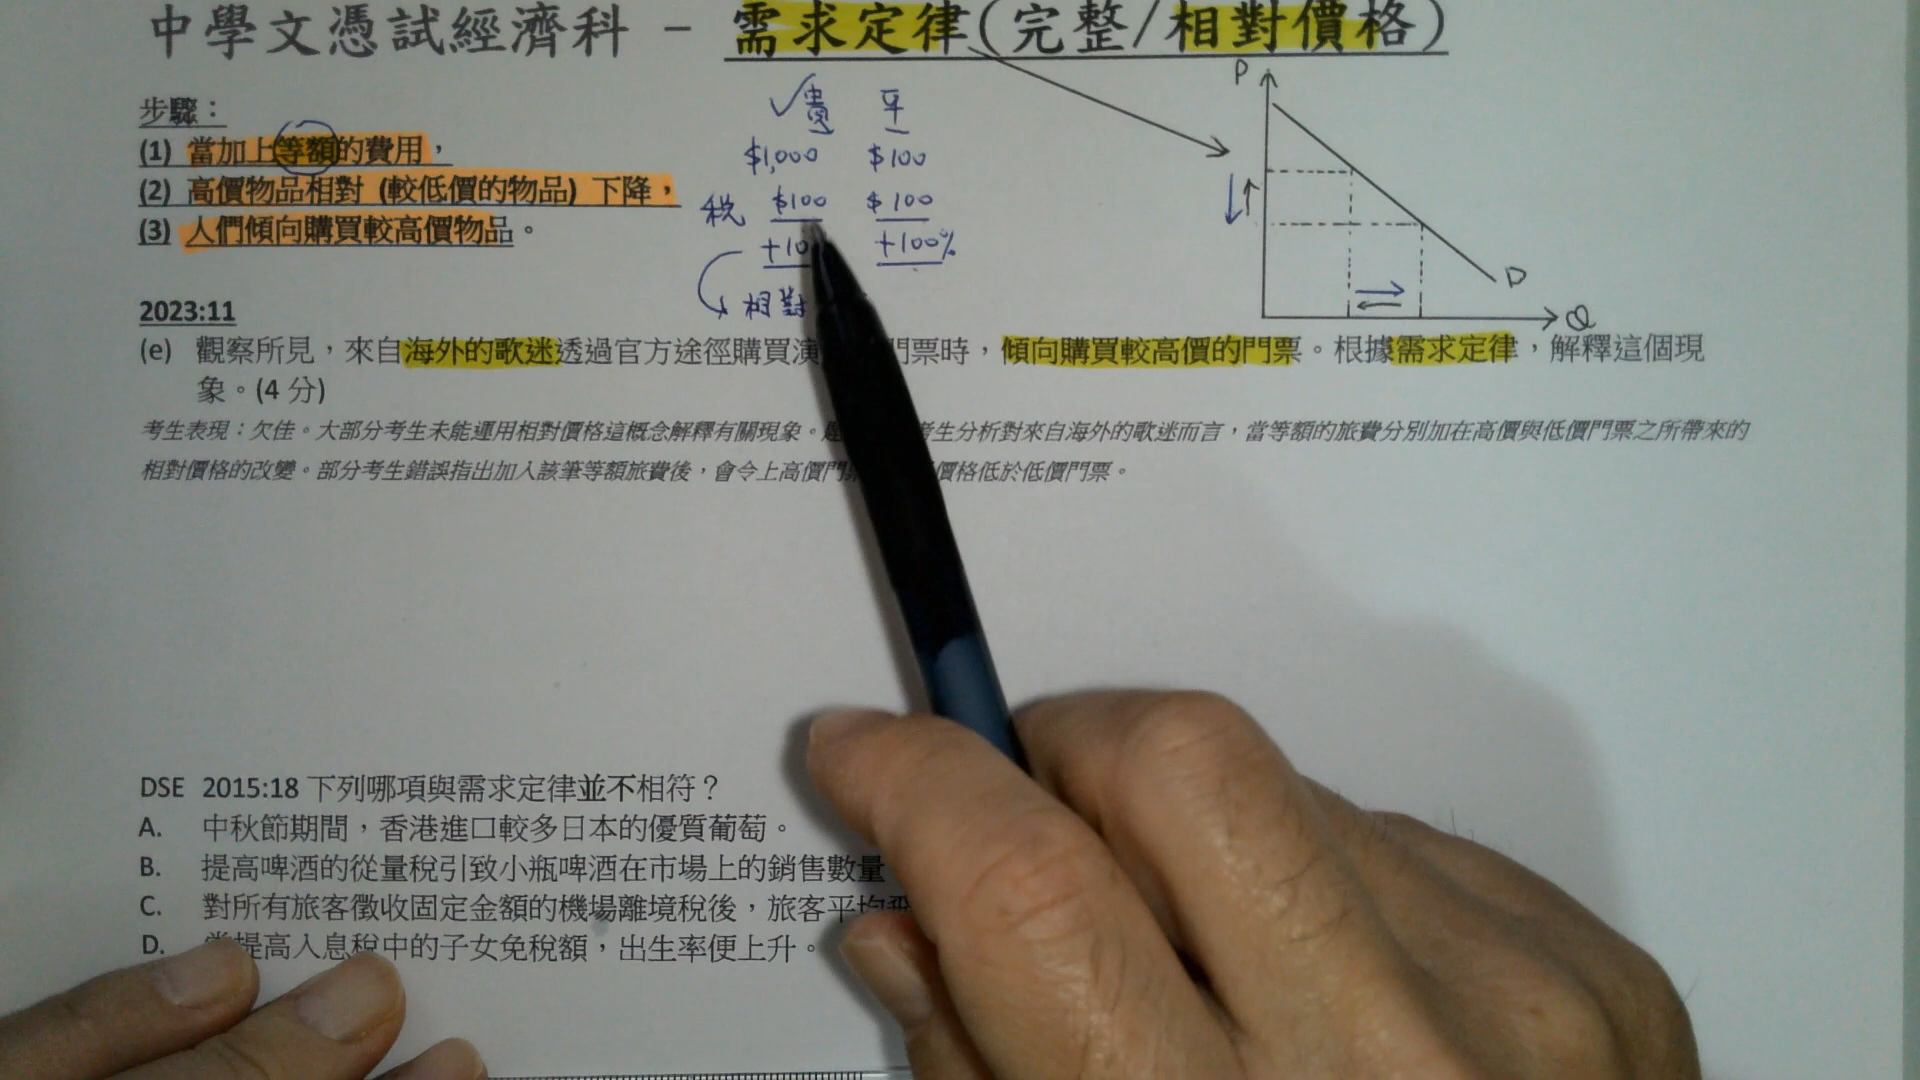 中學文憑試經濟科 – 需求定律(完整/相對價格)
步驟：
(1) 當加上等額的費用，
(2) 高價物品相對 (較低價的物品) 下降，
(3) 人們傾向購買較高價物品。
✓貴 平
$1,000 $100
稅 $100 $100
+10 +100%
相對
P
D
Q
2023:11
(e) 觀察所見，來自海外的歌迷透過官方途徑購買演 門票時，傾向購買較高價的門票。根據需求定律，解釋這個現
象。(4 分)
考生表現：欠佳。大部分考生未能運用相對價格這概念解釋有關現象。 考生分析對來自海外的歌迷而言，當等額的旅費分別加在高價與低價門票之所帶來的
相對價格的改變。部分考生錯誤指出加入該筆等額旅費後，會令上高價門 價格低於低價門票。
DSE 2015:18 下列哪項與需求定律並不相符？
A. 中秋節期間，香港進口較多日本的優質葡萄。
B. 提高啤酒的從量稅引致小瓶啤酒在市場上的銷售數量
C. 對所有旅客徵收固定金額的機場離境稅後，旅客平均
D. 當提高入息稅中的子女免稅額，出生率便上升。